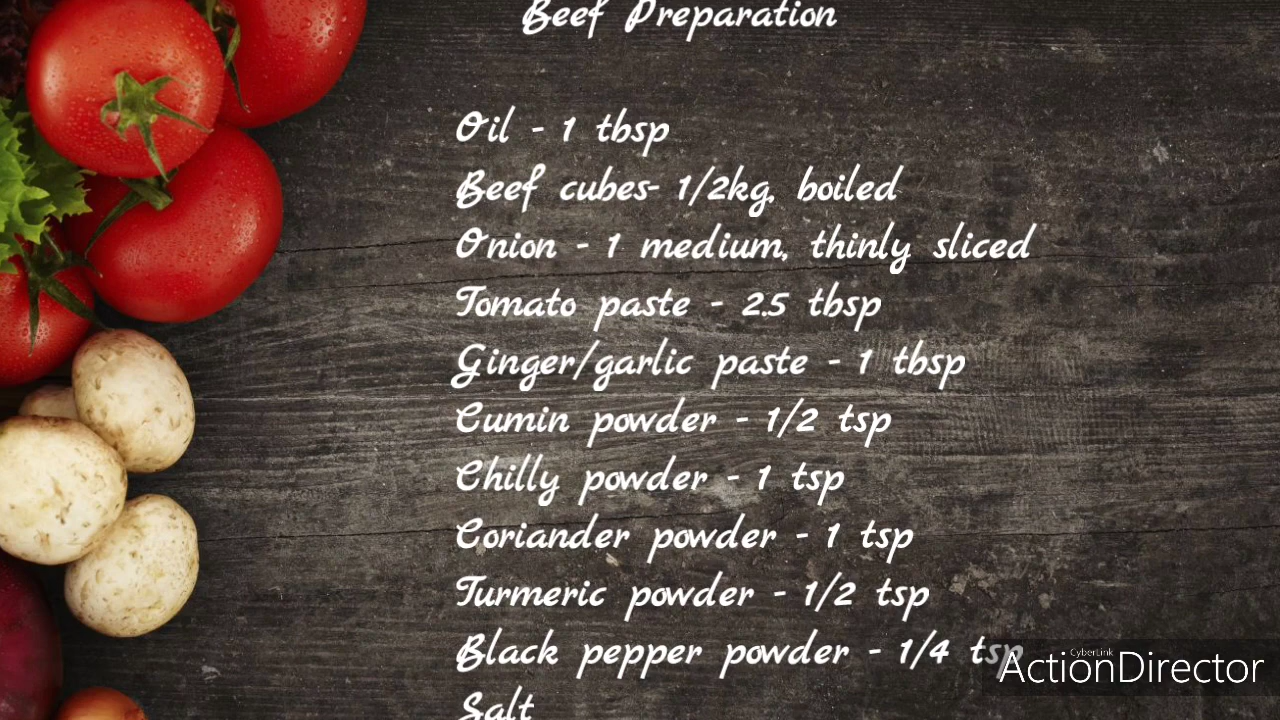 Beef Preparation
Oil - 1 tbsp
Beef cubes- 1/2kg, boiled
Onion - 1 medium, thinly sliced
Tomato paste - 2.5 tbsp
Ginger/garlic paste - 1 tbsp
Cumin powder - 1/2 tsp
Chilly powder - 1 tsp
Coriander powder - 1 tsp
Turmeric powder - 1/2 tsp
Black pepper powder - 1/4 tsp
Salt
CyberLink
ActionDirector